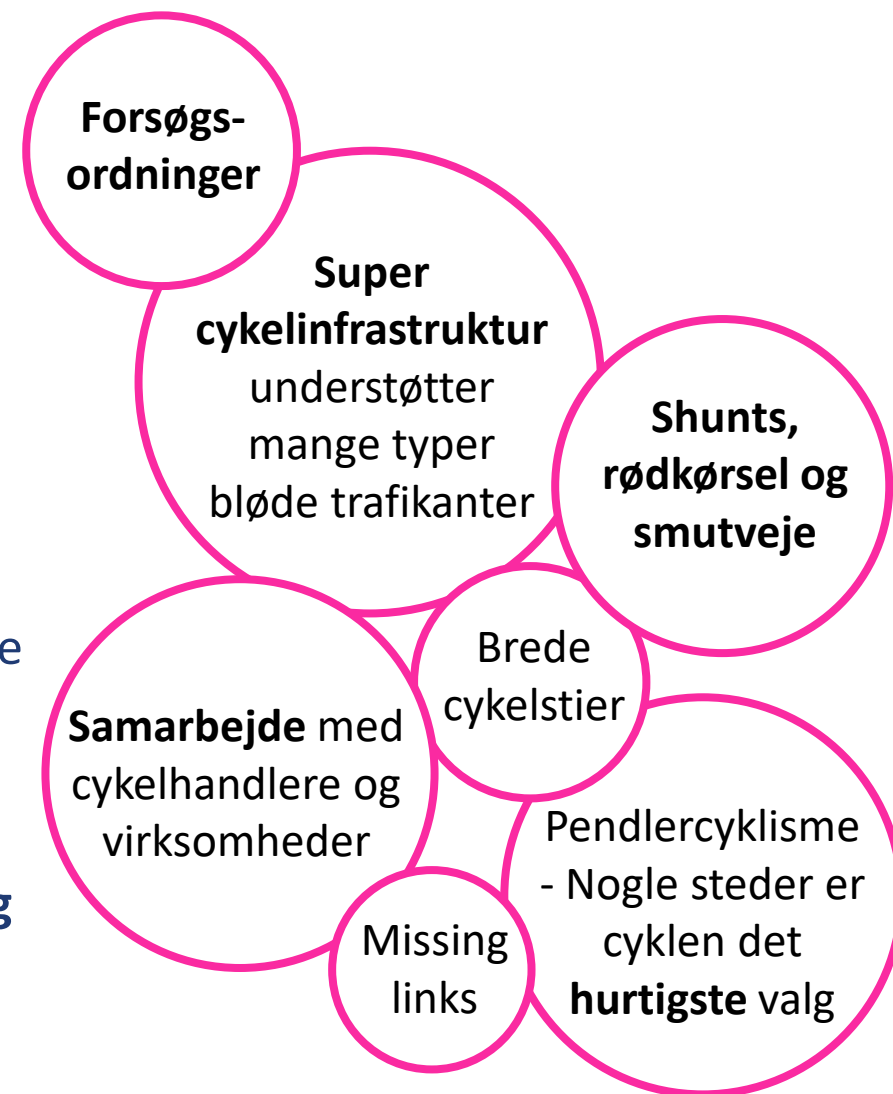 Forsøgs-
ordninger
Super
cykelinfrastruktur
understøtter
mange typer
bløde trafikanter
Shunts,
rødkørsel og
smutveje
Brede
cykelstier
Samarbejde med
cykelhandlere og
virksomheder
Pendlercyklisme
- Nogle steder er
cyklen det
hurtigste valg
Missing
links